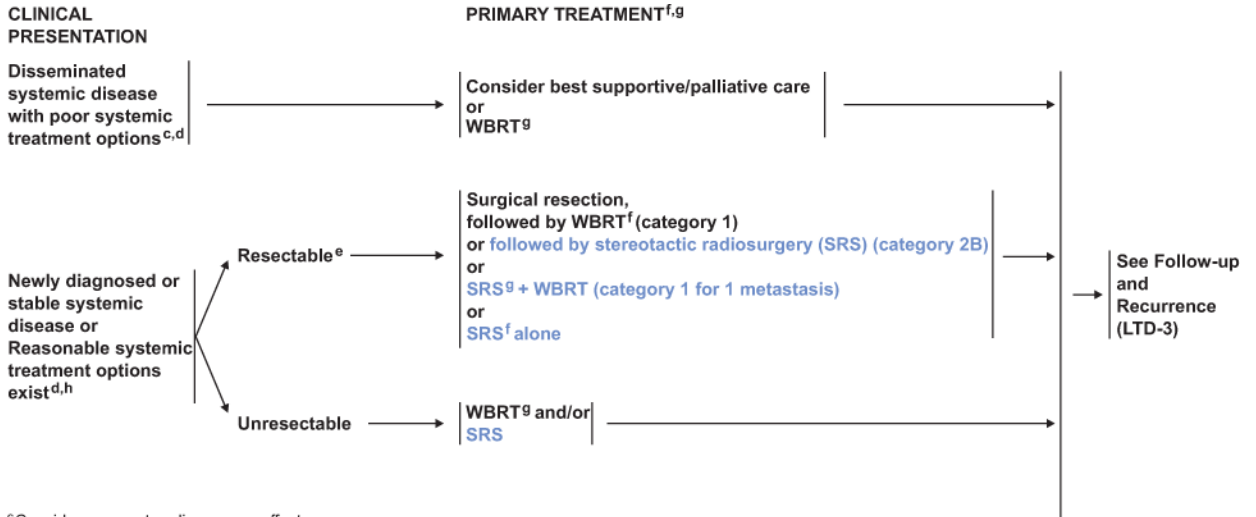 CLINICAL
PRESENTATION
PRIMARY TREATMENTf,g
Disseminated
systemic disease
with poor systemic
treatment optionsc,d
Consider best supportive/palliative care
or
WBRTg
Newly diagnosed or
stable systemic
disease or
Reasonable systemic
treatment options
existd,h
Resectablee
Surgical resection,
followed by WBRTf (category 1)
or followed by stereotactic radiosurgery (SRS) (category 2B)
or
SRSg + WBRT (category 1 for 1 metastasis)
or
SRSf alone
Unresectable
WBRTg and/or
SRS
See Follow-up
and
Recurrence
(LTD-3)